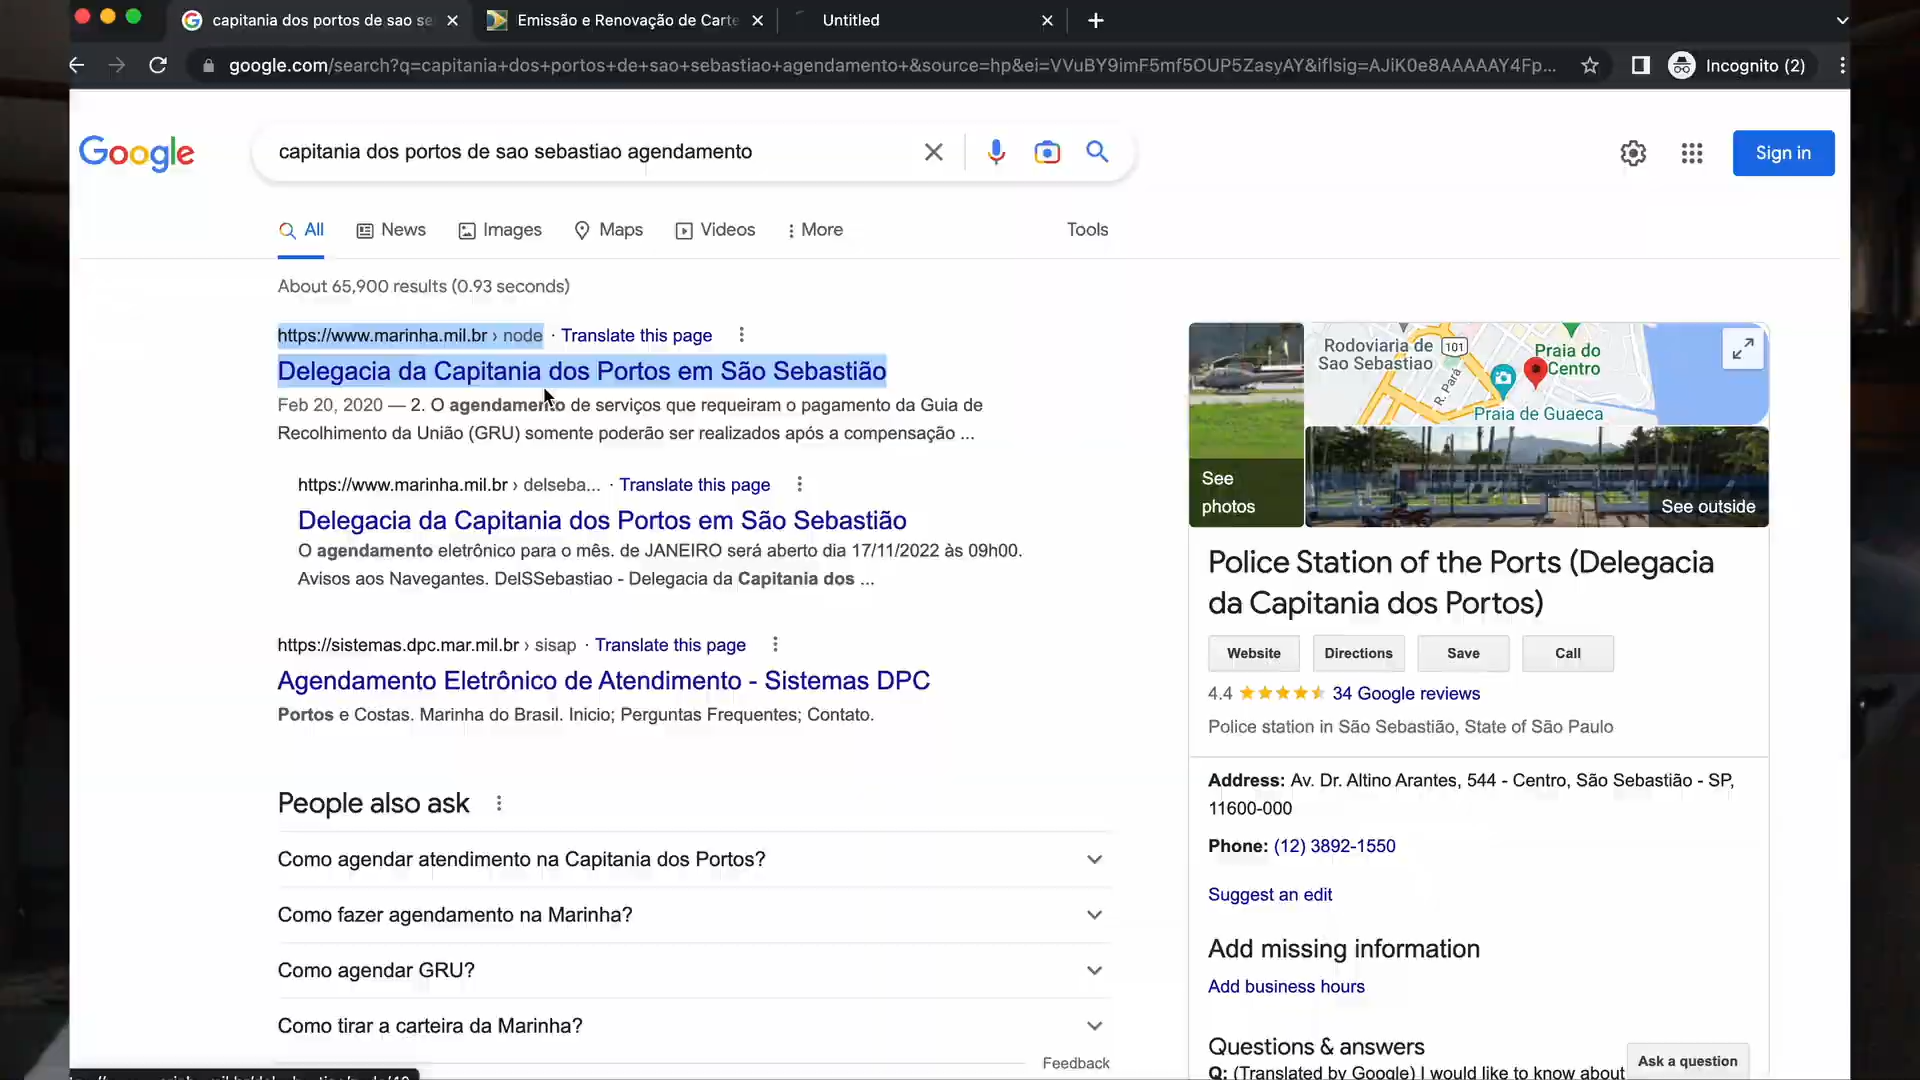 capitania dos portos de sao se
Emissão e Renovação de Carte
Untitled
google.com/search?q=capitania+dos+portos+de+sao+sebastiao+agendamento+&source=hp&ei=VVuBY9imF5mf5OUP5ZasyAY&iflsig=AJiK0e8AAAAAY4Fp...
Incognito (2)
Google
capitania dos portos de sao sebastiao agendamento
Sign in
All
News
Images
Maps
Videos
More
Tools
About 65,900 results (0.93 seconds)
https://www.marinha.mil.br › node · Translate this page
Delegacia da Capitania dos Portos em São Sebastião
Feb 20, 2020 — 2. O agendamento de serviços que requeiram o pagamento da Guia de
Recolhimento da União (GRU) somente poderão ser realizados após a compensação ...
https://www.marinha.mil.br › delseba... · Translate this page
Delegacia da Capitania dos Portos em São Sebastião
O agendamento eletrônico para o mês. de JANEIRO será aberto dia 17/11/2022 às 09h00.
Avisos aos Navegantes. DelSSebastiao - Delegacia da Capitania dos ...
https://sistemas.dpc.mar.mil.br › sisap · Translate this page
Agendamento Eletrônico de Atendimento - Sistemas DPC
Portos e Costas. Marinha do Brasil. Inicio; Perguntas Frequentes; Contato.
People also ask
Como agendar atendimento na Capitania dos Portos?
Como fazer agendamento na Marinha?
Como agendar GRU?
Como tirar a carteira da Marinha?
Feedback
Rodoviaria de
Sao Sebastiao
101
R. Pará
Praia do
Centro
Praia de Guaeca
See
photos
See outside
Police Station of the Ports (Delegacia
da Capitania dos Portos)
Website
Directions
Save
Call
4.4
34 Google reviews
Police station in São Sebastião, State of São Paulo
Address: Av. Dr. Altino Arantes, 544 - Centro, São Sebastião - SP,
11600-000
Phone: (12) 3892-1550
Suggest an edit
Add missing information
Add business hours
Questions & answers
Ask a question
Q: (Translated by Google) I would like to know about